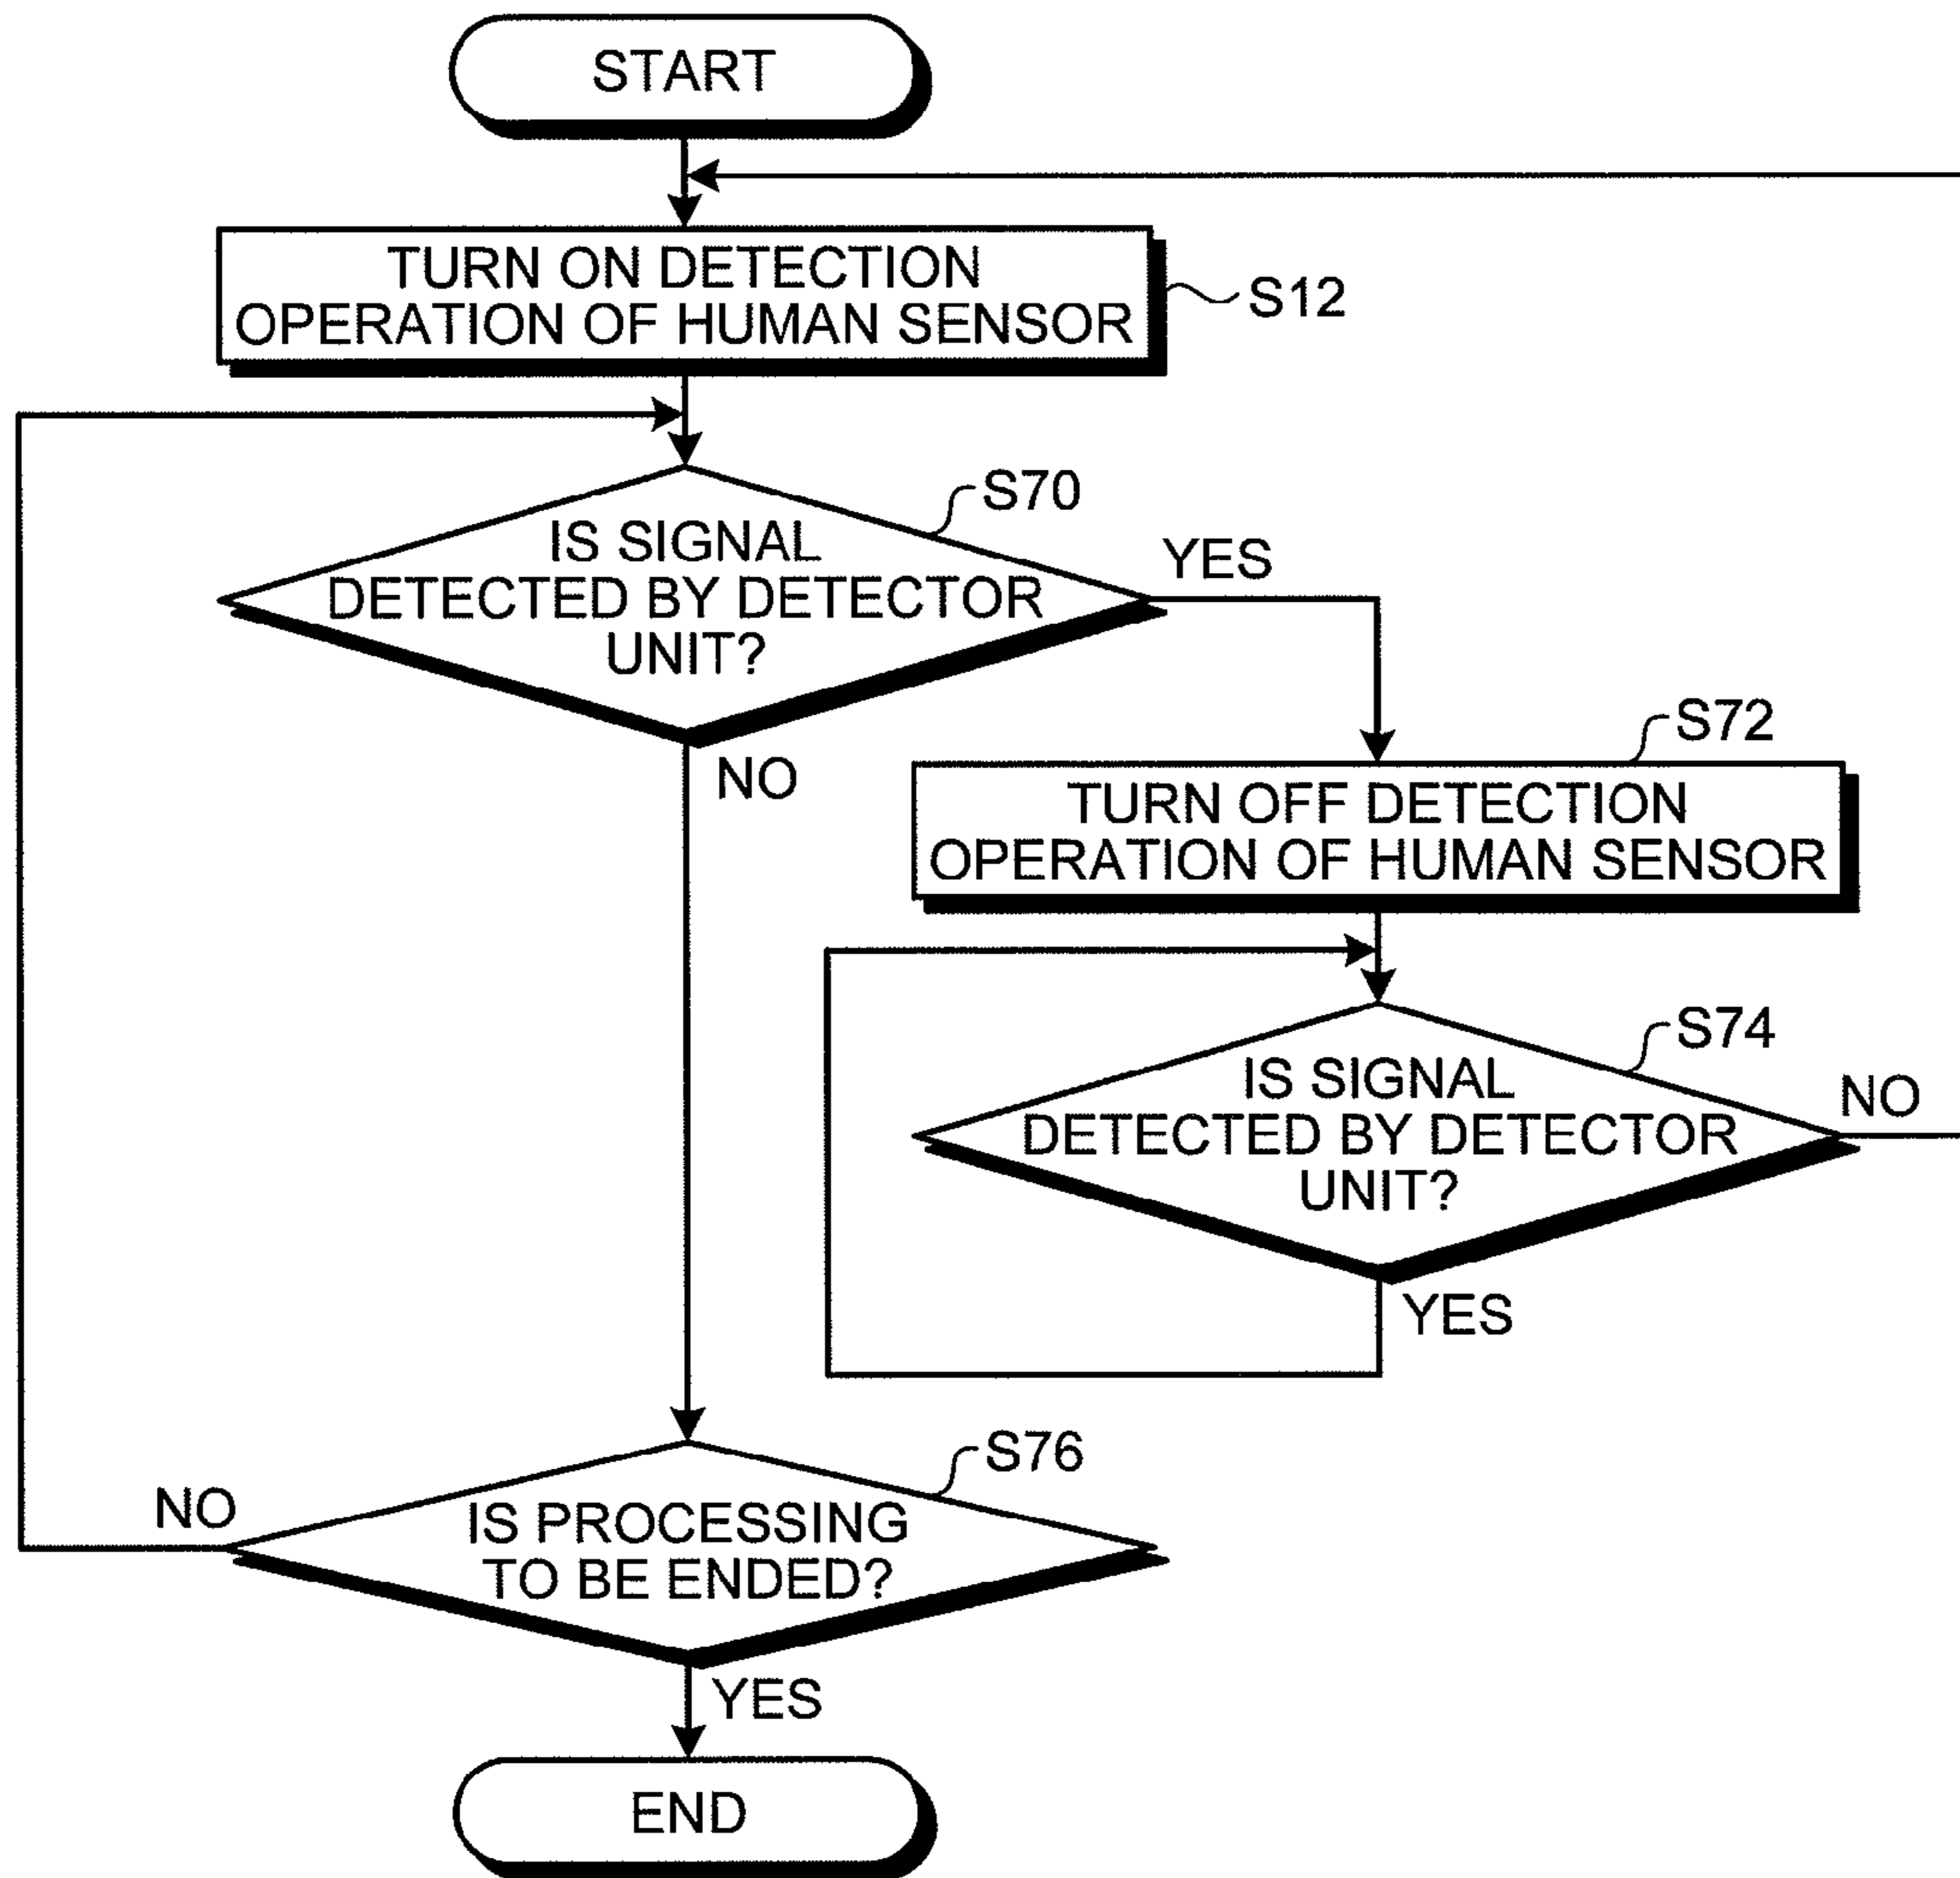 START
TURN ON DETECTION
OPERATION OF HUMAN SENSOR
S12
S70
IS SIGNAL
DETECTED BY DETECTOR
UNIT?
YES
NO
S72
TURN OFF DETECTION
OPERATION OF HUMAN SENSOR
S74
IS SIGNAL
DETECTED BY DETECTOR
UNIT?
NO
YES
S76
NO
IS PROCESSING
TO BE ENDED?
YES
END